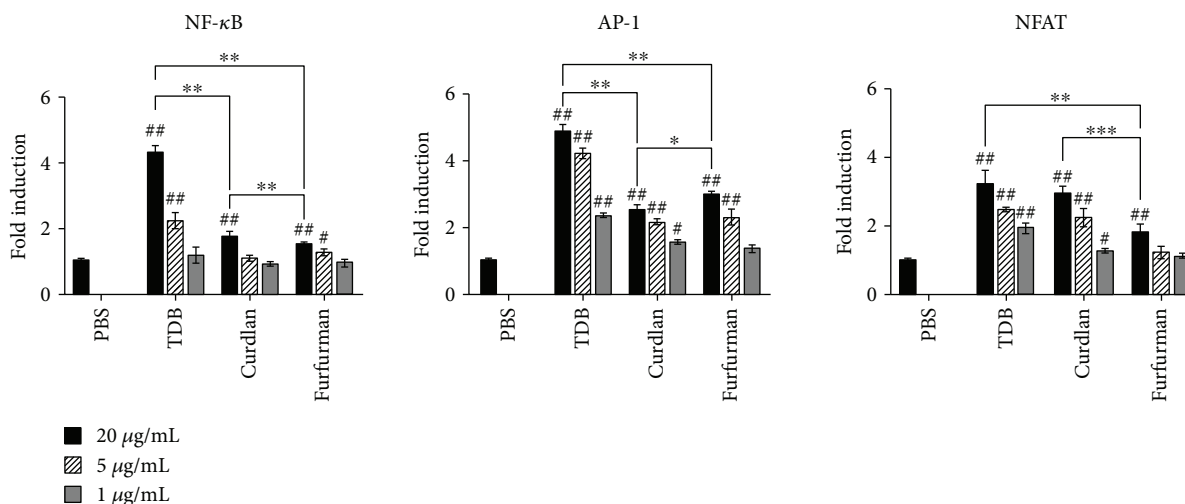 NF-κB
**
**
**
6
4
2
0
Fold induction
##
##
##
##
#
PBS
TDB
Curdlan
Furfurman
AP-1
**
**
*
6
4
2
0
Fold induction
##
##
##
##
##
#
##
##
PBS
TDB
Curdlan
Furfurman
NFAT
**
***
6
4
2
0
Fold induction
##
##
##
##
##
#
##
PBS
TDB
Curdlan
Furfurman
20 μg/mL
5 μg/mL
1 μg/mL